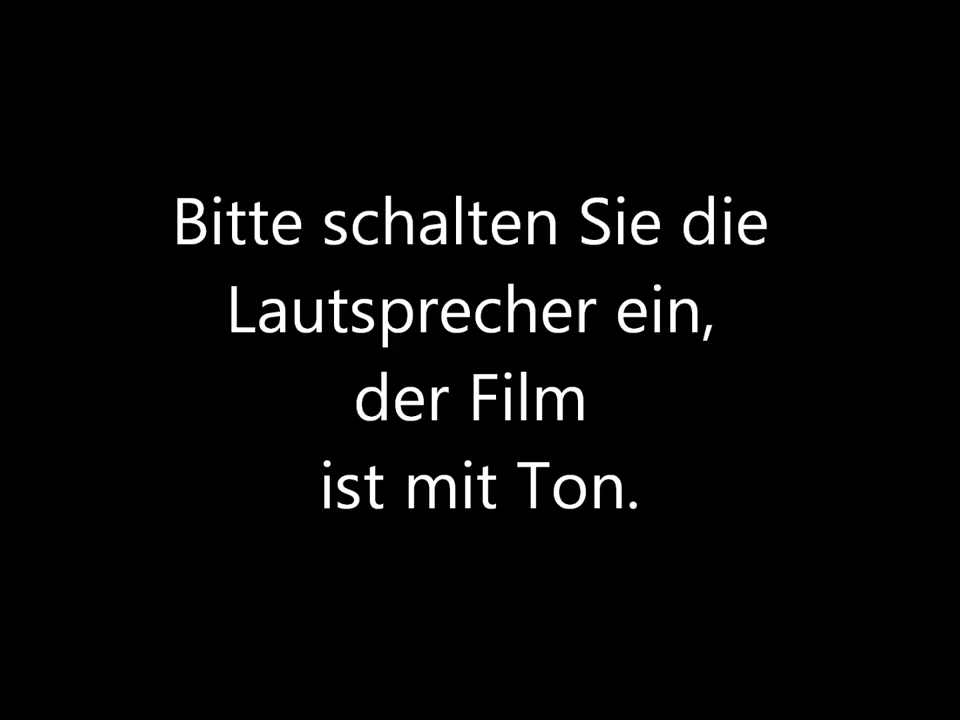 Bitte schalten Sie die
Lautsprecher ein,
der Film
ist mit Ton.